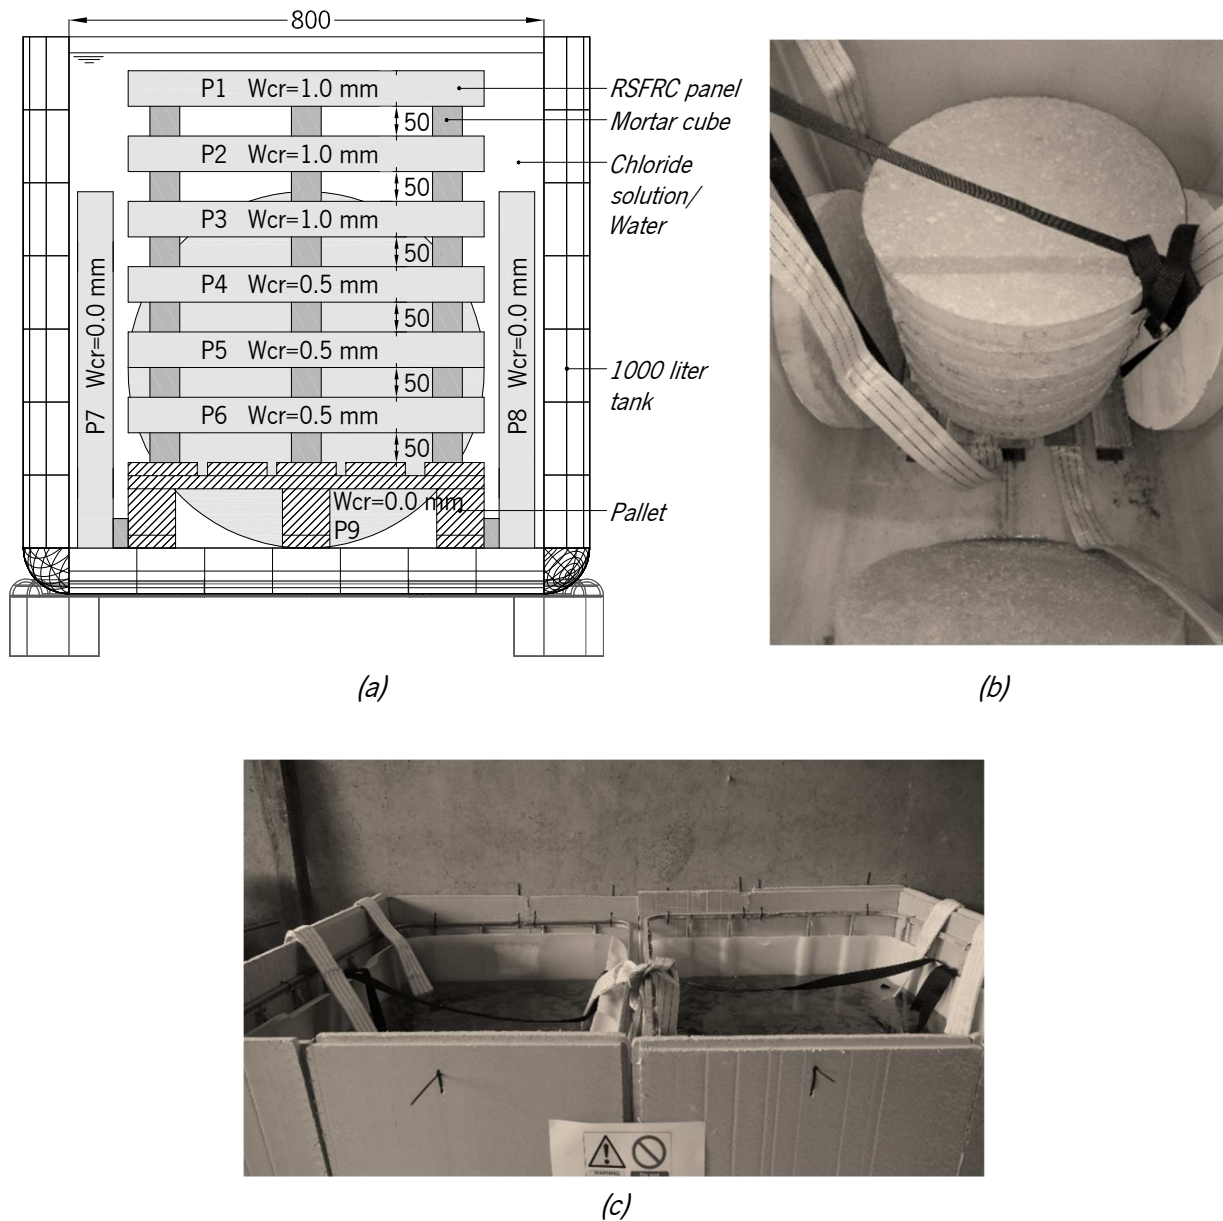 800
P1 Wcr=1.0 mm
RSFRC panel
50
Mortar cube
P2 Wcr=1.0 mm
Chloride
solution/
Water
50
P3 Wcr=1.0 mm
50
P4 Wcr=0.5 mm
50
P5 Wcr=0.5 mm
1000 liter
tank
50
P6 Wcr=0.5 mm
50
P7 Wcr=0.0 mm
P8 Wcr=0.0 mm
Wcr=0.0 mm
P9
Pallet
(a)
(b)
WARNING
(c)